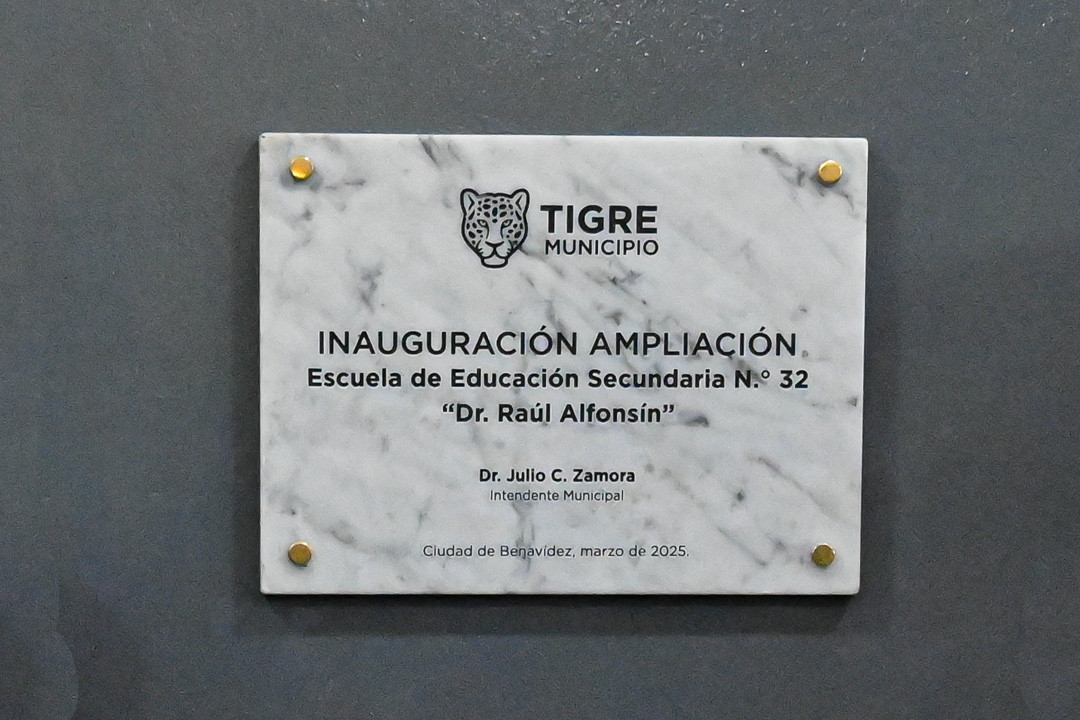 TIGRE
MUNICIPIO
INAUGURACIÓN AMPLIACIÓN
Escuela de Educación Secundaria N.° 32
“Dr. Raúl Alfonsín”
Dr. Julio C. Zamora
Intendente Municipal
Ciudad de Benavídez, marzo de 2025.